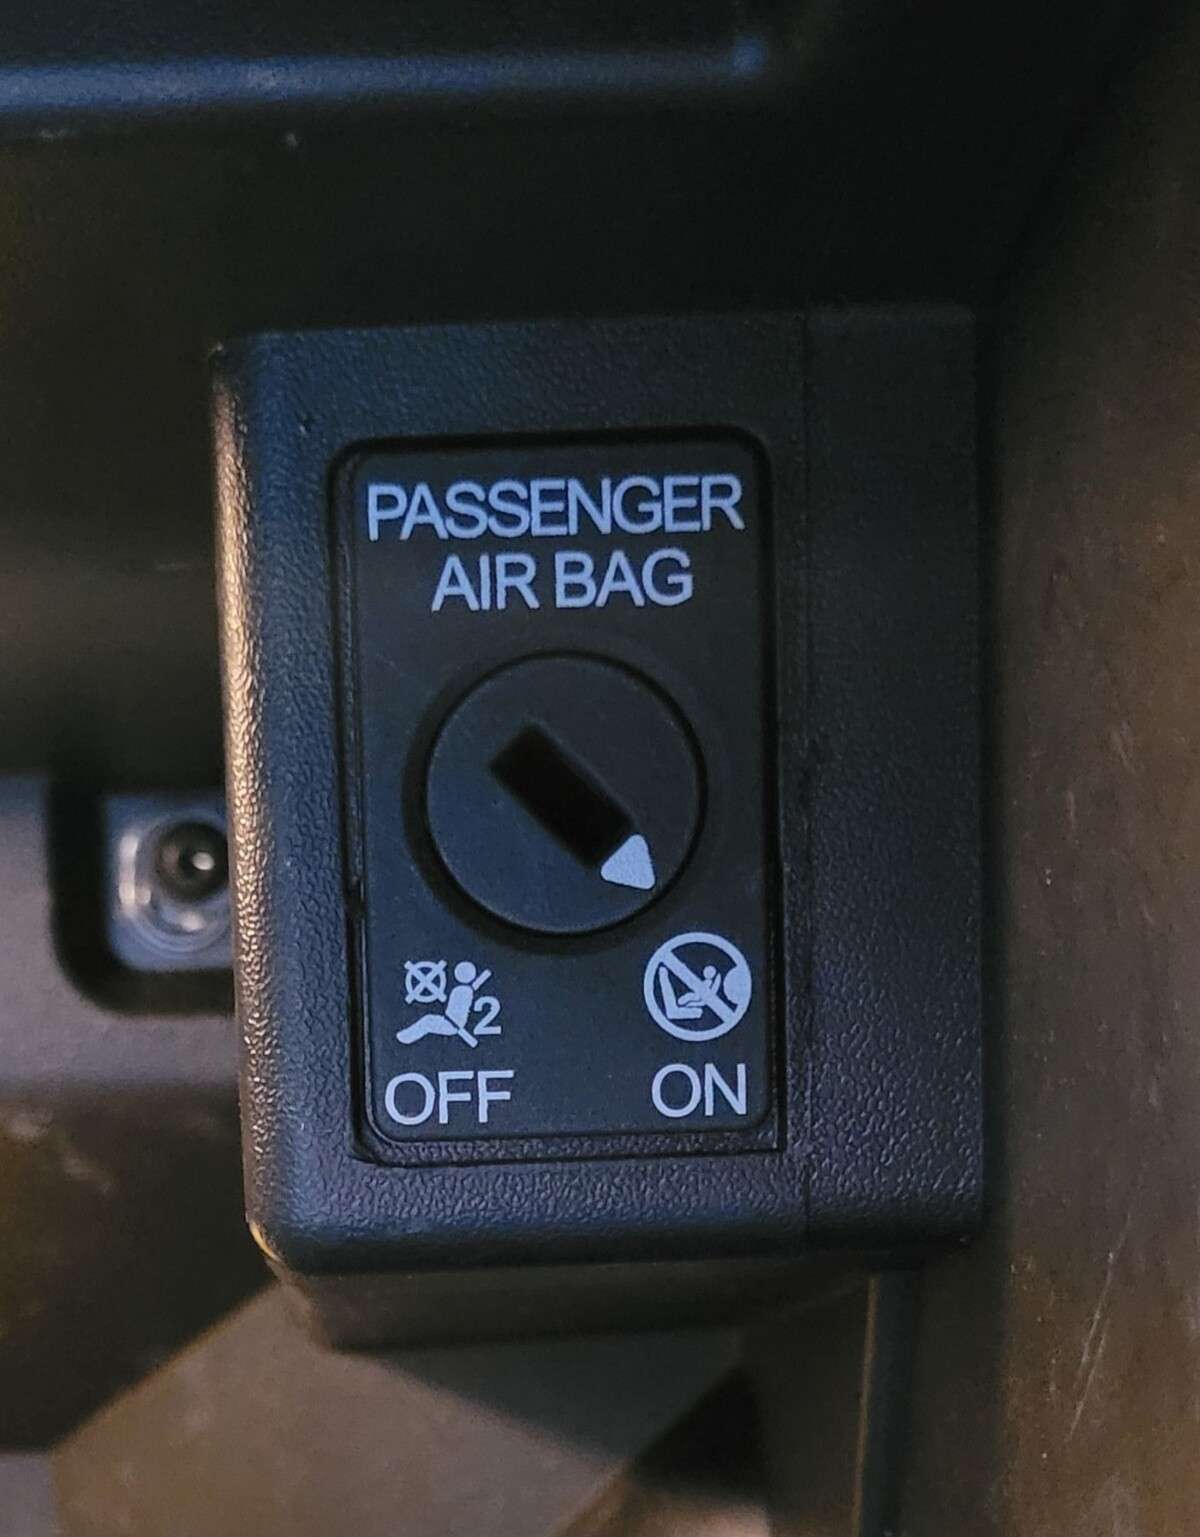 PASSENGER
AIR BAG
2
OFF ON